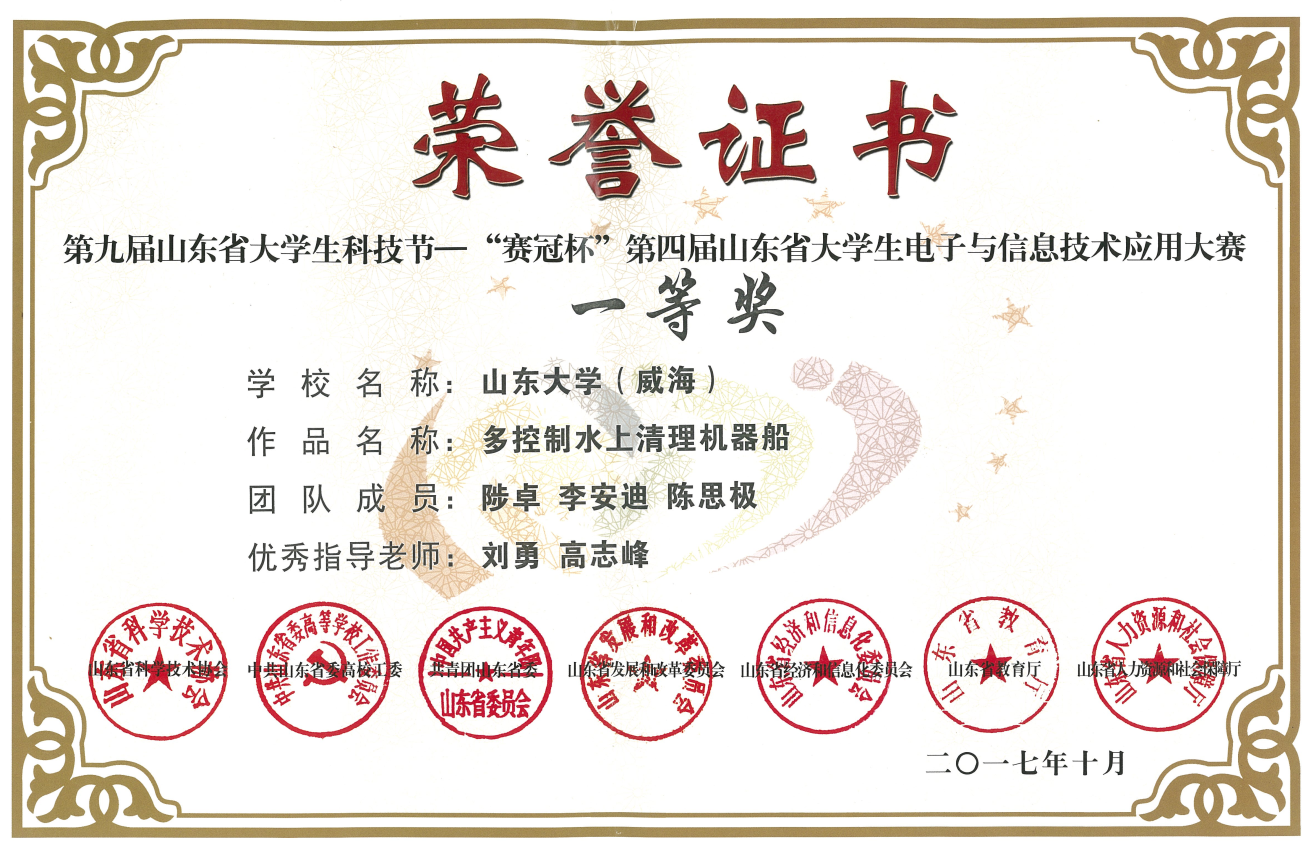 荣誉证书
第九届山东省大学生科技节—“赛冠杯”第四届山东省大学生电子与信息技术应用大赛
一等奖
学校名称：山东大学（威海）
作品名称：多控制水上清理机器船
团队成员：陟卓 李安迪 陈思极
优秀指导老师：刘勇 高志峰
山东省科学技术协会
山东省科学技术协会
中共山东省委高等学校工作委员会
中共山东省委高校工委
中国共产主义青年团
共青团山东省委
山东省委员会
山东省发展和改革委员会
山东省发展和改革委员会
山东省经济和信息化委员会
山东省经济和信息化委员会
山东省教育厅
山东省教育厅
山东省人力资源和社会保障厅
山东省人力资源和社会保障厅
二〇一七年十月